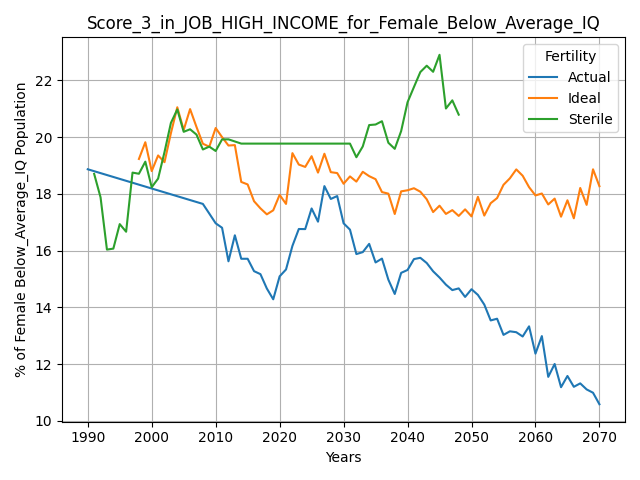 Score_3_in_JOB_HIGH_INCOME_for_Female_Below_Average_IQ
Fertility
Actual
Ideal
Sterile
% of Female Below_Average_IQ Population
22
20
18
16
14
12
10
1990 2000 2010 2020 2030 2040 2050 2060 2070
Years